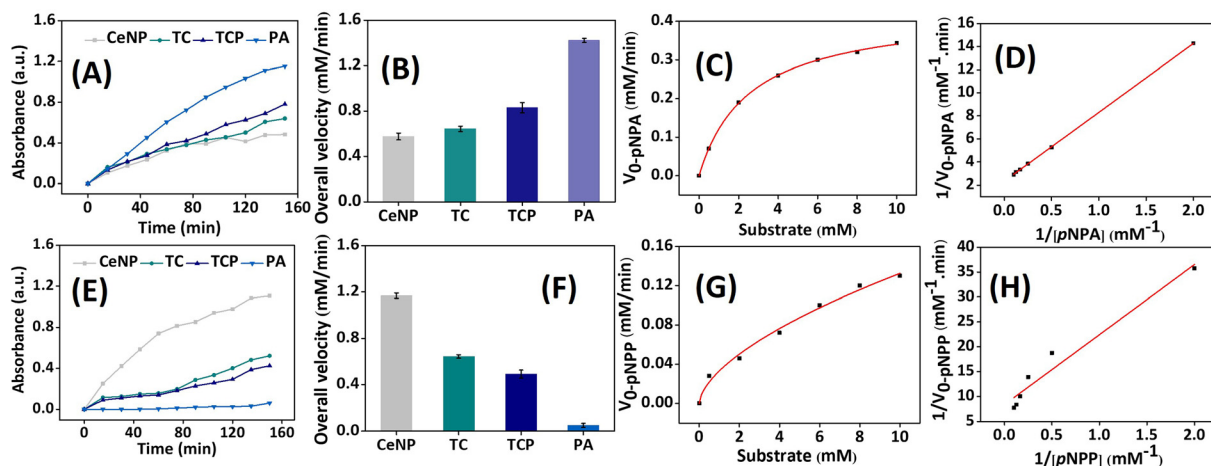 (A)
CeNP TC TCP PA
Absorbance (a.u.)
1.6
1.2
0.8
0.4
0.0
0 40 80 120 160
Time (min)
(B)
Overall velocity (mM/min)
1.6
1.2
0.8
0.4
0.0
CeNP TC TCP PA
(C)
V0-pNPA (mM/min)
0.4
0.3
0.2
0.1
0.0
0 2 4 6 8 10
Substrate (mM)
(D)
1/V0-pNPA (mM-1.min)
16
14
12
10
8
6
4
2
0
0.0 0.5 1.0 1.5 2.0
1/[pNPA] (mM-1)
(E)
CeNP TC TCP PA
Absorbance (a.u.)
1.6
1.2
0.8
0.4
0.0
0 40 80 120 160
Time (min)
(F)
Overall velocity (mM/min)
1.6
1.2
0.8
0.4
0.0
CeNP TC TCP PA
(G)
V0-pNPP (mM/min)
0.16
0.12
0.08
0.04
0.00
0 2 4 6 8 10
Substrate (mM)
(H)
1/V0-pNPP (mM-1.min)
40
35
30
25
20
15
10
5
0.0 0.5 1.0 1.5 2.0
1/[pNPP] (mM-1)